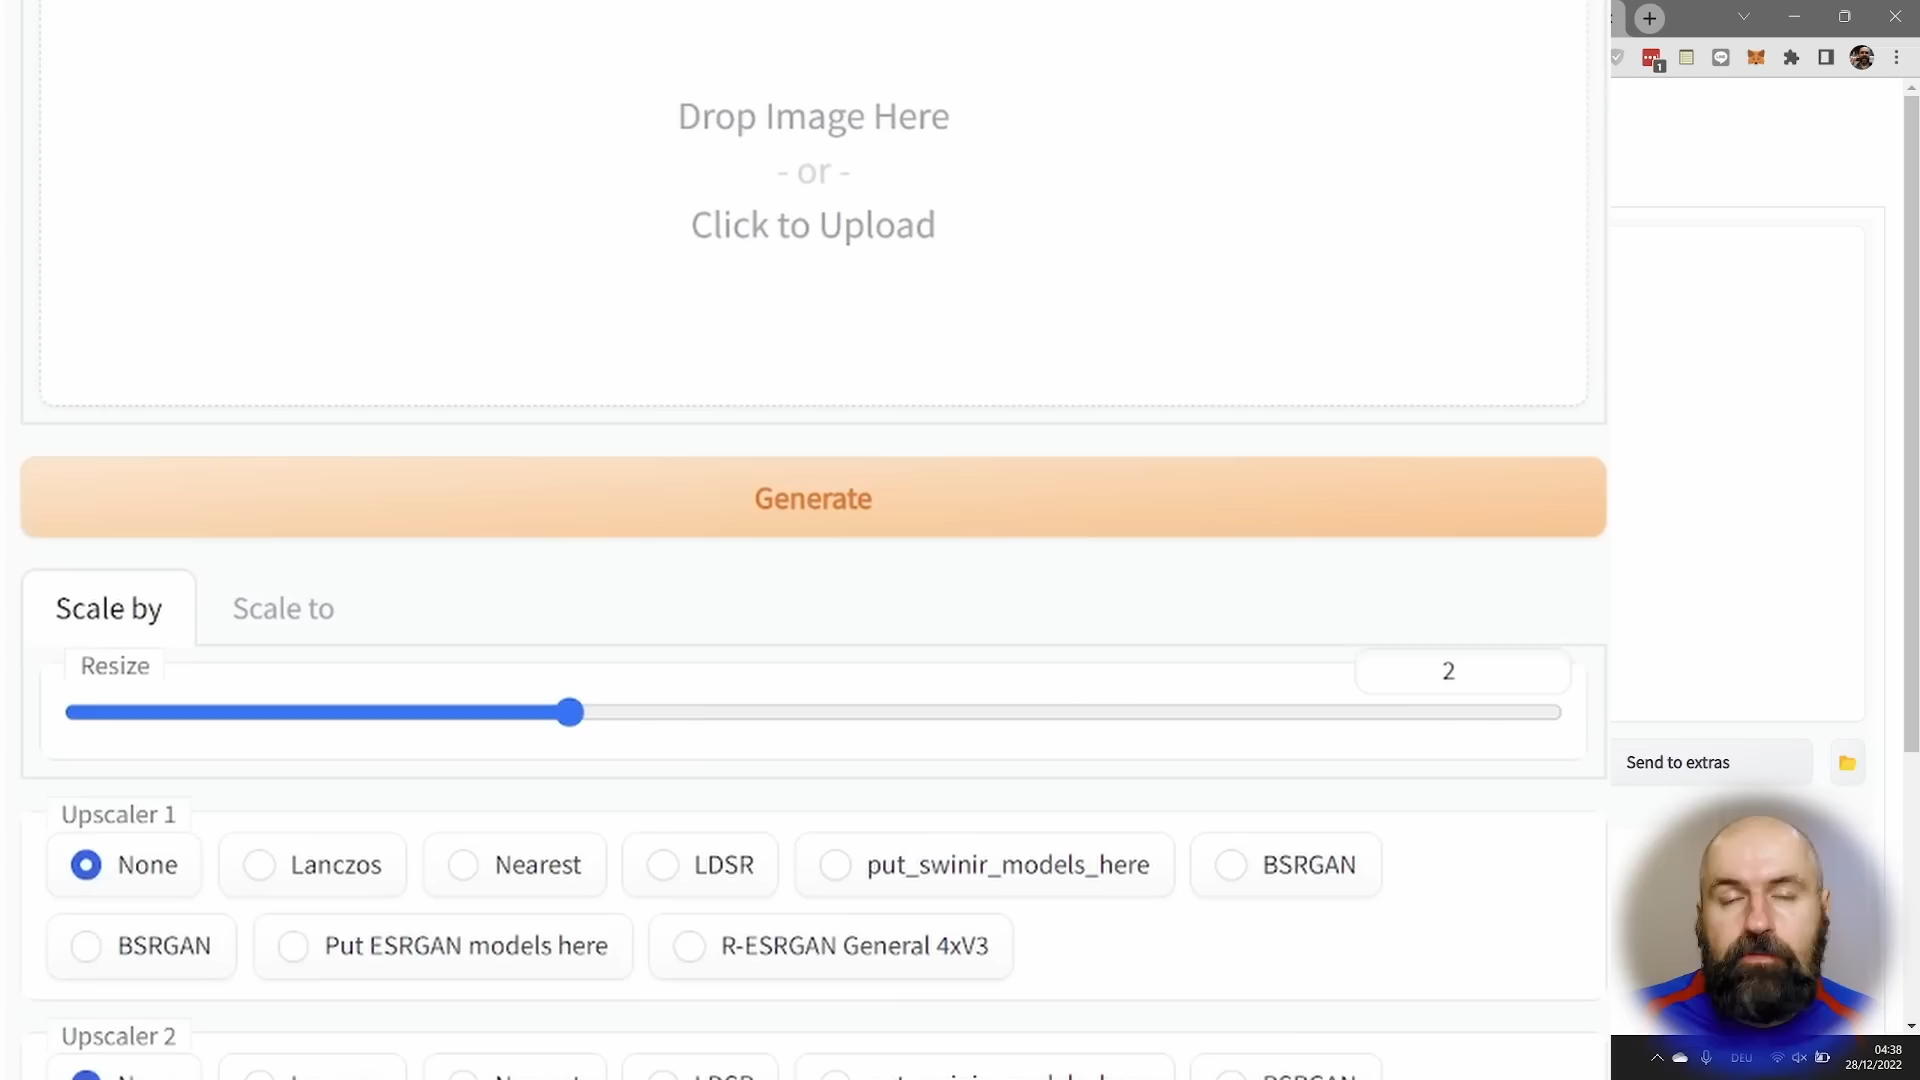 Drop Image Here
- or -
Click to Upload
Generate
Scale by
Scale to
Resize
2
Send to extras
Upscaler 1
None
Lanczos
Nearest
LDSR
put_swinir_models_here
BSRGAN
BSRGAN
Put ESRGAN models here
R-ESRGAN General 4xV3
Upscaler 2
1
DEU
04:38
28/12/2022